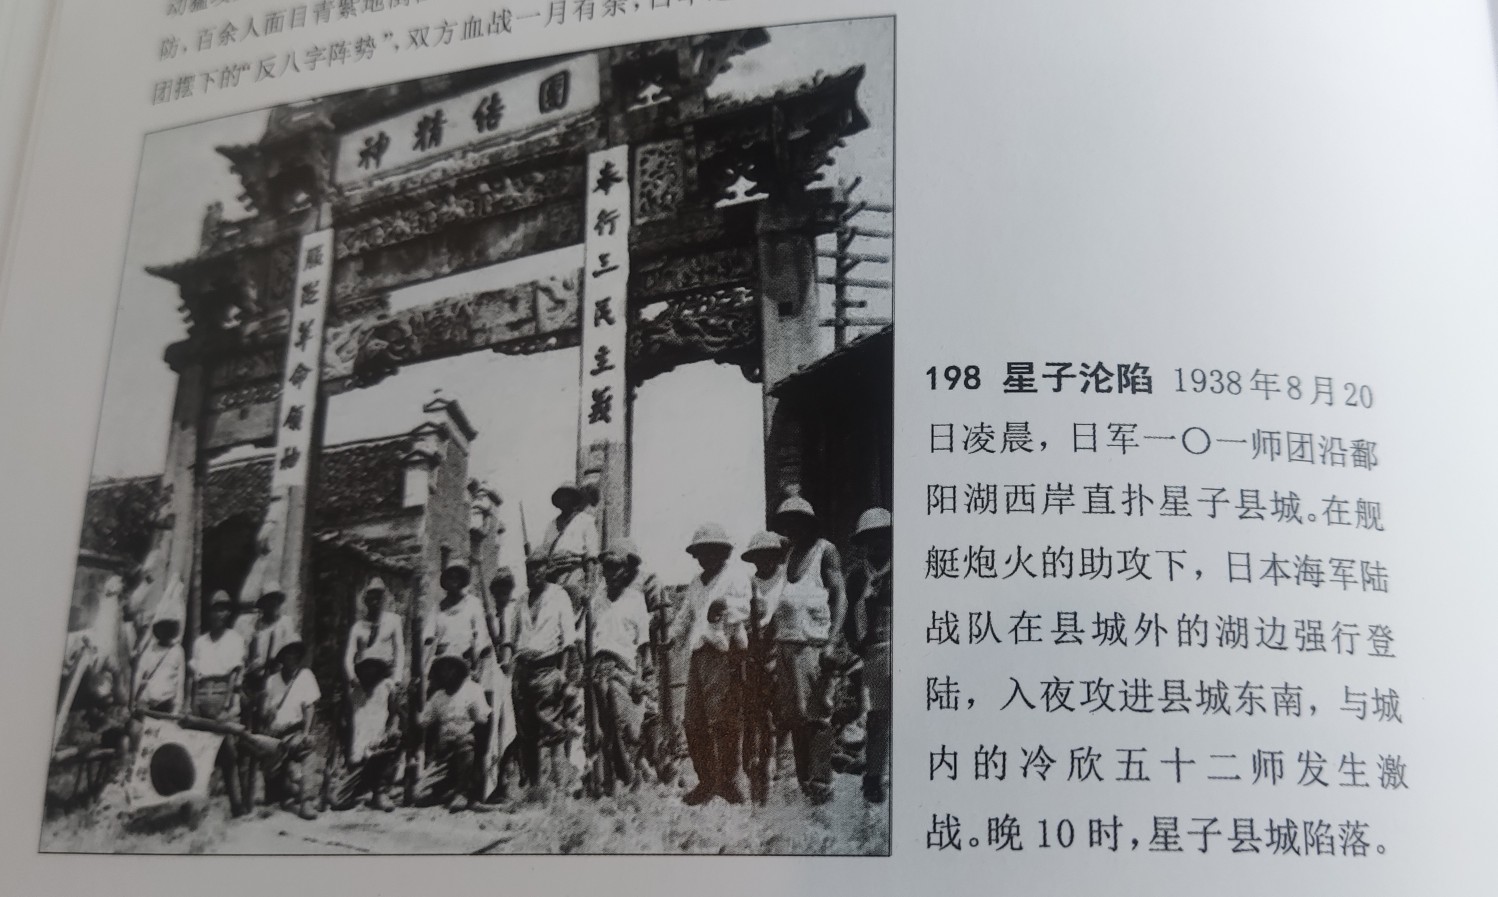 防，百余人面目青紫地倒
团摆下的“反八字阵势”，双方血战一月有余，日军
神精结团
奉行三民主义
服从革命领袖
198 星子沦陷 1938年8月20
日凌晨，日军一〇一师团沿鄱
阳湖西岸直扑星子县城。在舰
艇炮火的助攻下，日本海军陆
战队在县城外的湖边强行登
陆，入夜攻进县城东南，与城
内的冷欣五十二师发生激
战。晚10时，星子县城陷落。